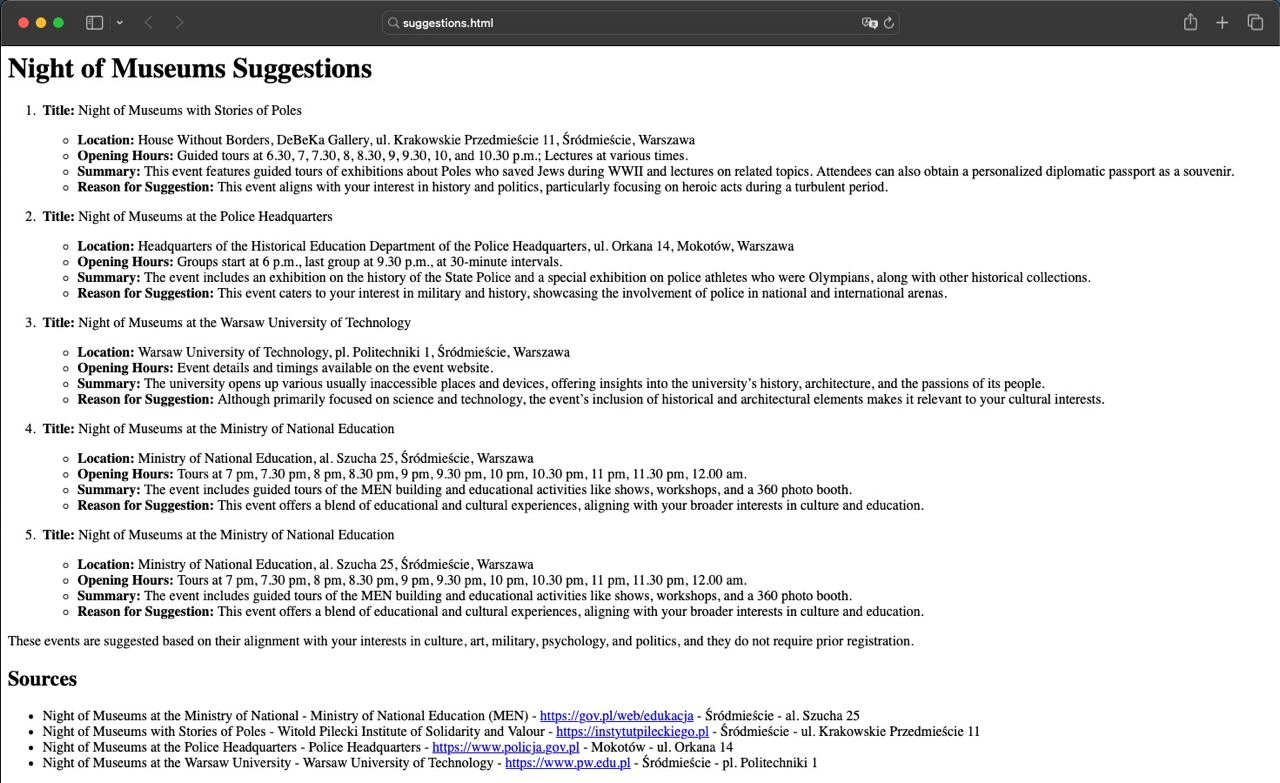 suggestions.html
Night of Museums Suggestions
1. Title: Night of Museums with Stories of Poles
Location: House Without Borders, DeBeKa Gallery, ul. Krakowskie Przedmieście 11, Śródmieście, Warszawa
Opening Hours: Guided tours at 6.30, 7, 7.30, 8, 8.30, 9, 9.30, 10, and 10.30 p.m.; Lectures at various times.
Summary: This event features guided tours of exhibitions about Poles who saved Jews during WWII and lectures on related topics. Attendees can also obtain a personalized diplomatic passport as a souvenir.
Reason for Suggestion: This event aligns with your interest in history and politics, particularly focusing on heroic acts during a turbulent period.
2. Title: Night of Museums at the Police Headquarters
Location: Headquarters of the Historical Education Department of the Police Headquarters, ul. Orkana 14, Mokotów, Warszawa
Opening Hours: Groups start at 6 p.m., last group at 9.30 p.m., at 30-minute intervals.
Summary: The event includes an exhibition on the history of the State Police and a special exhibition on police athletes who were Olympians, along with other historical collections.
Reason for Suggestion: This event caters to your interest in military and history, showcasing the involvement of police in national and international arenas.
3. Title: Night of Museums at the Warsaw University of Technology
Location: Warsaw University of Technology, pl. Politechniki 1, Śródmieście, Warszawa
Opening Hours: Event details and timings available on the event website.
Summary: The university opens up various usually inaccessible places and devices, offering insights into the university's history, architecture, and the passions of its people.
Reason for Suggestion: Although primarily focused on science and technology, the event's inclusion of historical and architectural elements makes it relevant to your cultural interests.
4. Title: Night of Museums at the Ministry of National Education
Location: Ministry of National Education, al. Szucha 25, Śródmieście, Warszawa
Opening Hours: Tours at 7 pm, 7.30 pm, 8 pm, 8.30 pm, 9 pm, 9.30 pm, 10 pm, 10.30 pm, 11 pm, 11.30 pm, 12.00 am.
Summary: The event includes guided tours of the MEN building and educational activities like shows, workshops, and a 360 photo booth.
Reason for Suggestion: This event offers a blend of educational and cultural experiences, aligning with your broader interests in culture and education.
5. Title: Night of Museums at the Ministry of National Education
Location: Ministry of National Education, al. Szucha 25, Śródmieście, Warszawa
Opening Hours: Tours at 7 pm, 7.30 pm, 8 pm, 8.30 pm, 9 pm, 9.30 pm, 10 pm, 10.30 pm, 11 pm, 11.30 pm, 12.00 am.
Summary: The event includes guided tours of the MEN building and educational activities like shows, workshops, and a 360 photo booth.
Reason for Suggestion: This event offers a blend of educational and cultural experiences, aligning with your broader interests in culture and education.
These events are suggested based on their alignment with your interests in culture, art, military, psychology, and politics, and they do not require prior registration.
Sources
Night of Museums at the Ministry of National - Ministry of National Education (MEN) - https://gov.pl/web/edukacja - Śródmieście - al. Szucha 25
Night of Museums with Stories of Poles - Witold Pilecki Institute of Solidarity and Valour - https://instytutpileckiego.pl - Śródmieście - ul. Krakowskie Przedmieście 11
Night of Museums at the Police Headquarters - Police Headquarters - https://www.policja.gov.pl - Mokotów - ul. Orkana 14
Night of Museums at the Warsaw University - Warsaw University of Technology - https://www.pw.edu.pl - Śródmieście - pl. Politechniki 1